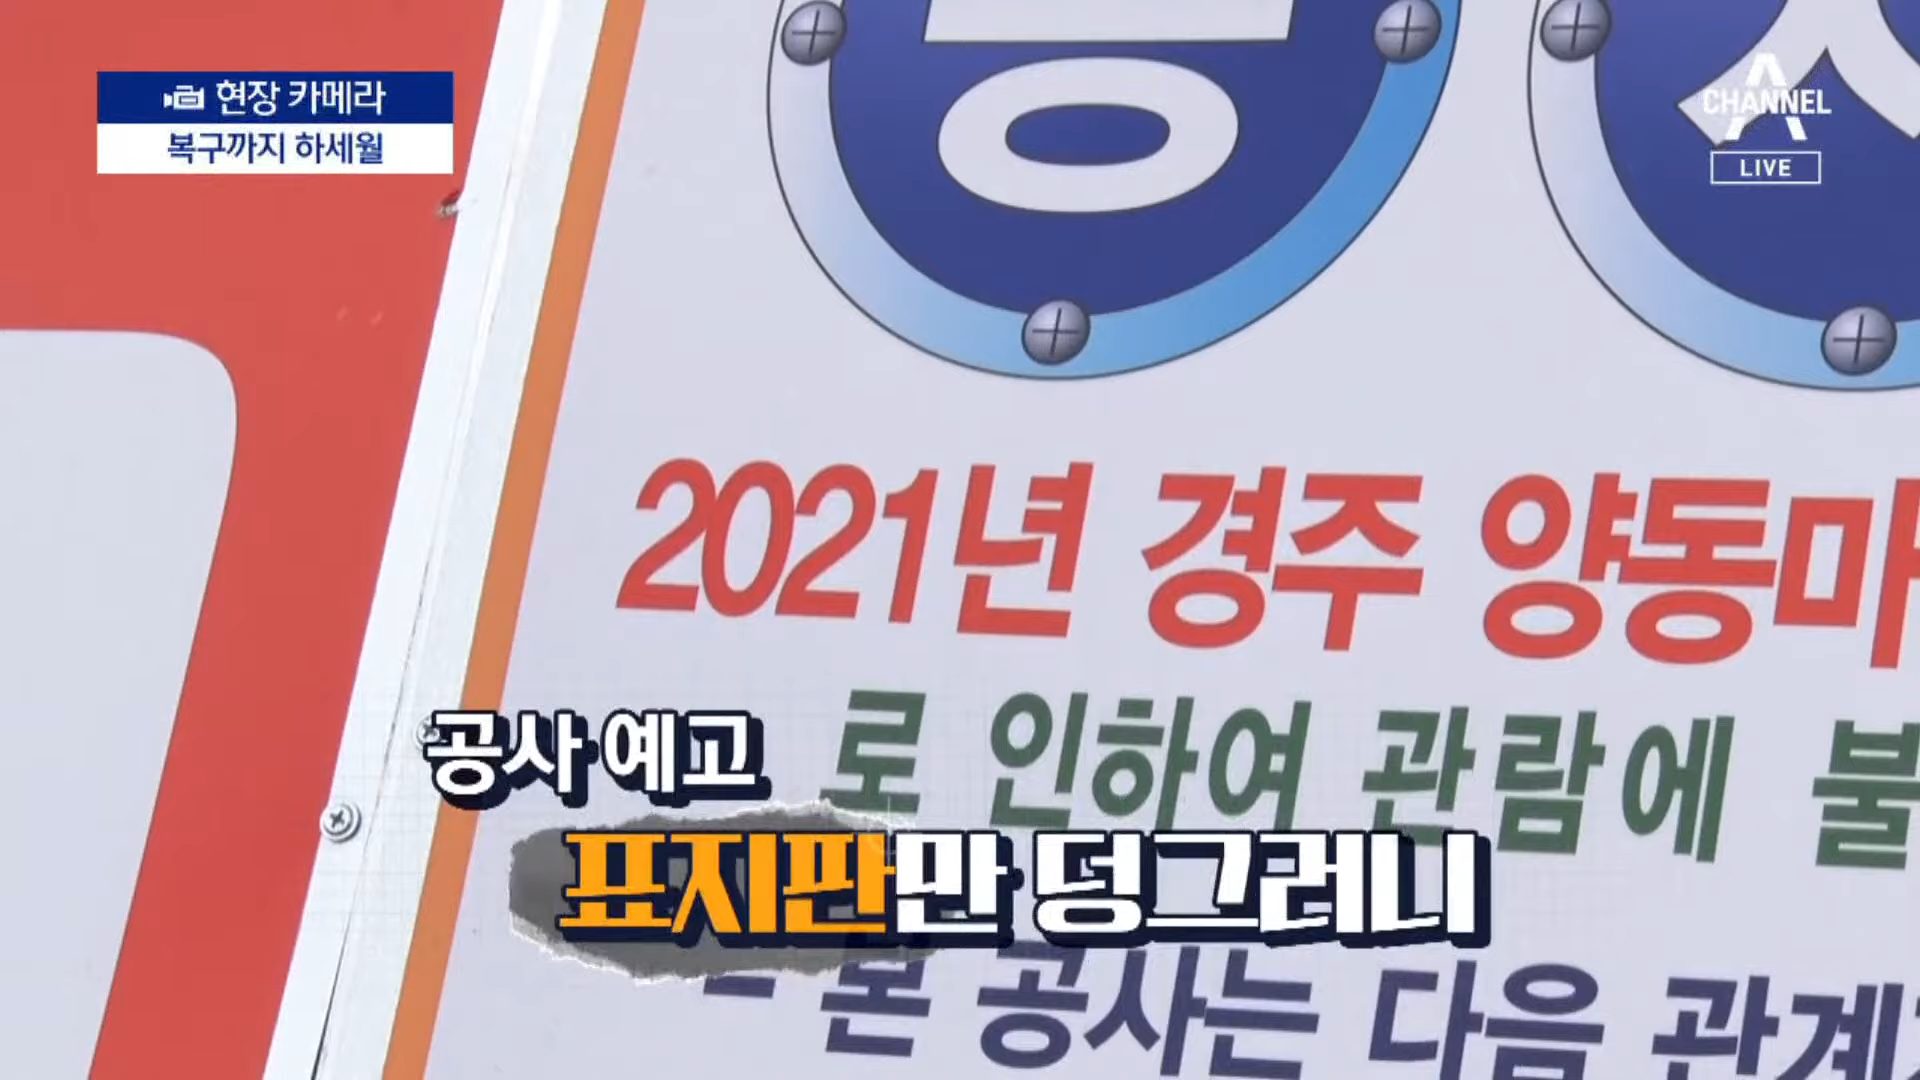 현장 카메라
복구까지 하세월
CHANNEL A
LIVE
2021년 경주 양동마
로 인하여 관람에 불
공사 예고
표지판만 덩그러니
본 공사는 다음 관계